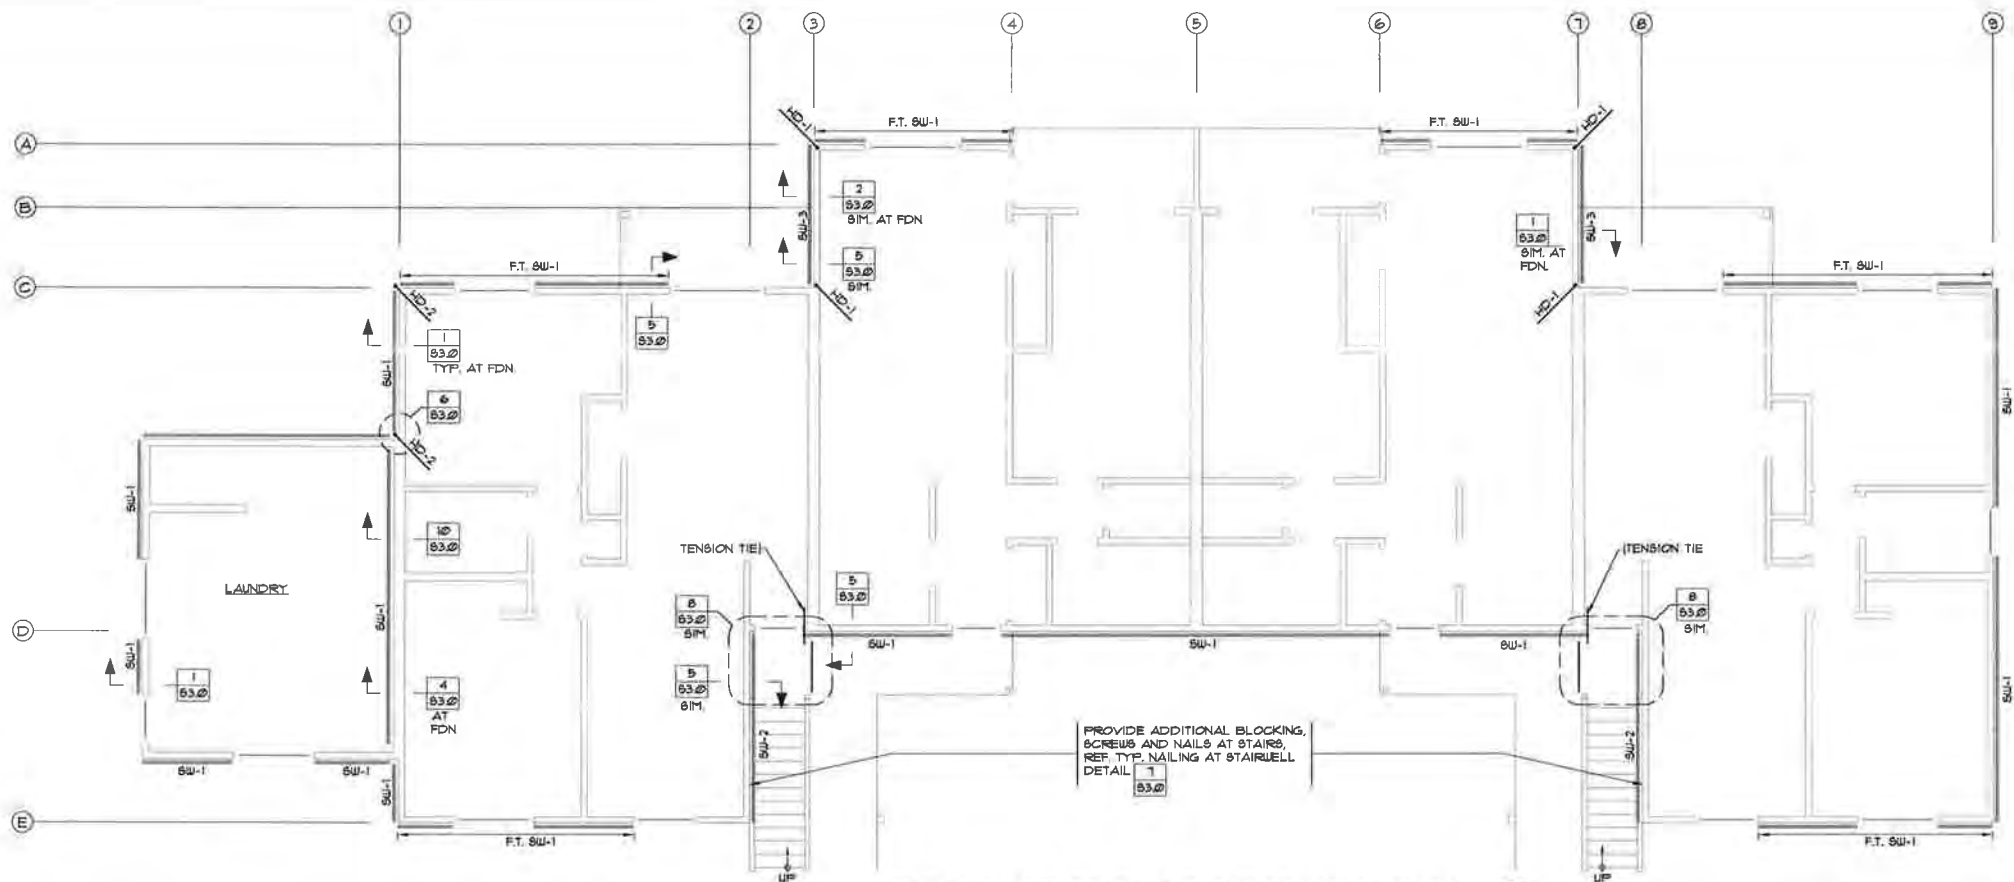 1 2 3 4 5 6 7 8 9
HD-1
F.T. SW-1
F.T. SW-1
HD-1
A
2
S3.0
SIM. AT FDN
B
SW-3
1
S3.0
SIM. AT
FDN.
SW-3
5
S3.0
SIM.
F.T. SW-1
F.T. SW-1
C
HD-2
HD-1
HD-1
5
S3.0
1
S3.0
TYP. AT FDN.
SW-1
SW-1
6
S3.0
HD-2
SW-1
10
S3.0
TENSION TIE
TENSION TIE
LAUNDRY
5
S3.0
8
S3.0
SIM.
8
S3.0
SIM.
SW-1
D
SW-1
SW-1
SW-1
SW-1
1
S3.0
4
S3.0
AT
FDN
5
S3.0
SIM.
SW-1
SW-2
PROVIDE ADDITIONAL BLOCKING,
SCREWS AND NAILS AT STAIRS,
REF. TYP. NAILING AT STAIRWELL
DETAIL 7
S3.0
SW-2
SW-1
SW-1
SW-1
E
F.T. SW-1
F.T. SW-1
UP
UP